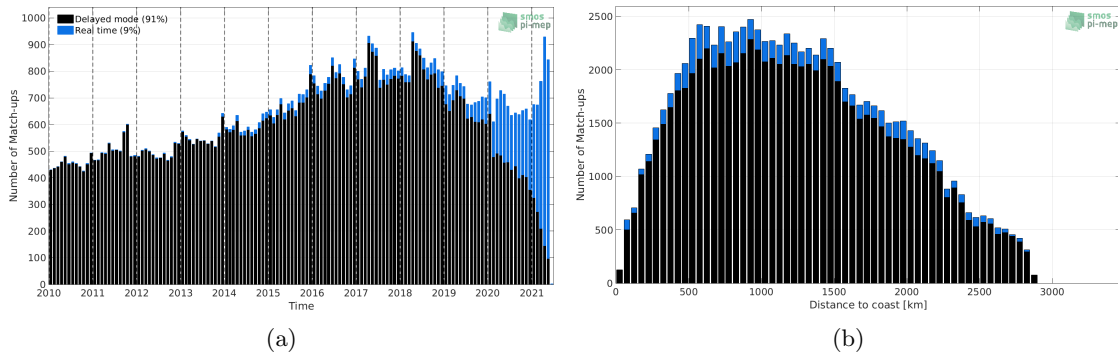 Delayed mode (91%)
Real time (9%)
smos
pi-mep
Number of Match-ups
1000
900
800
700
600
500
400
300
200
100
0
2010 2011 2012 2013 2014 2015 2016 2017 2018 2019 2020 2021
Time
(a)
smos
pi-mep
Number of Match-ups
2500
2000
1500
1000
500
0
0 500 1000 1500 2000 2500 3000
Distance to coast [km]
(b)